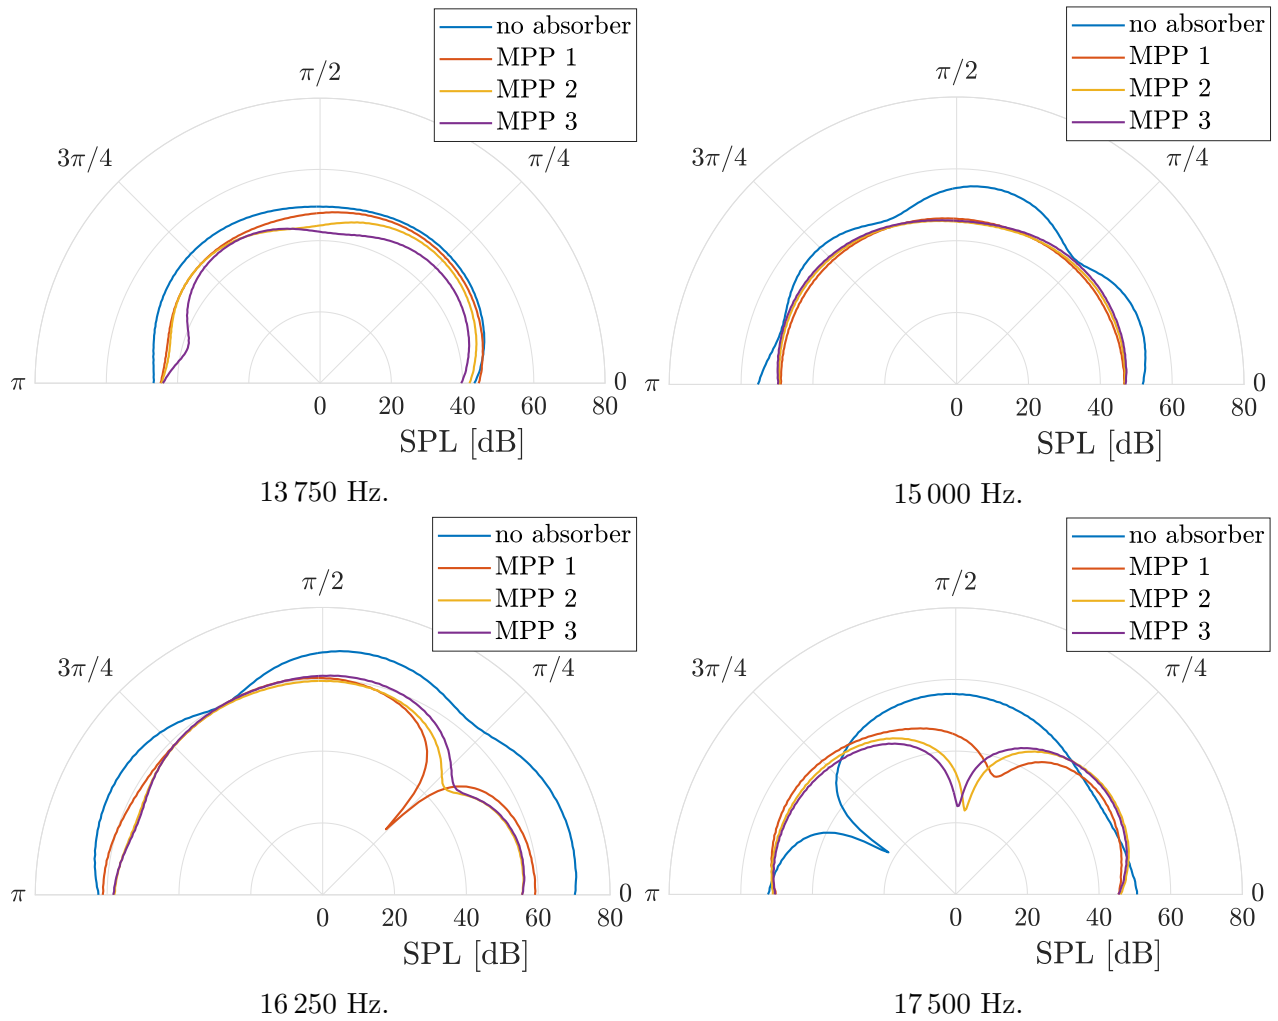 no absorber
MPP 1
MPP 2
MPP 3
π/2
3π/4
π/4
π
0
0 20 40 60 80
SPL [dB]
13 750 Hz.
no absorber
MPP 1
MPP 2
MPP 3
π/2
3π/4
π/4
π
0
0 20 40 60 80
SPL [dB]
15 000 Hz.
no absorber
MPP 1
MPP 2
MPP 3
π/2
3π/4
π/4
π
0
0 20 40 60 80
SPL [dB]
16 250 Hz.
no absorber
MPP 1
MPP 2
MPP 3
π/2
3π/4
π/4
π
0
0 20 40 60 80
SPL [dB]
17 500 Hz.